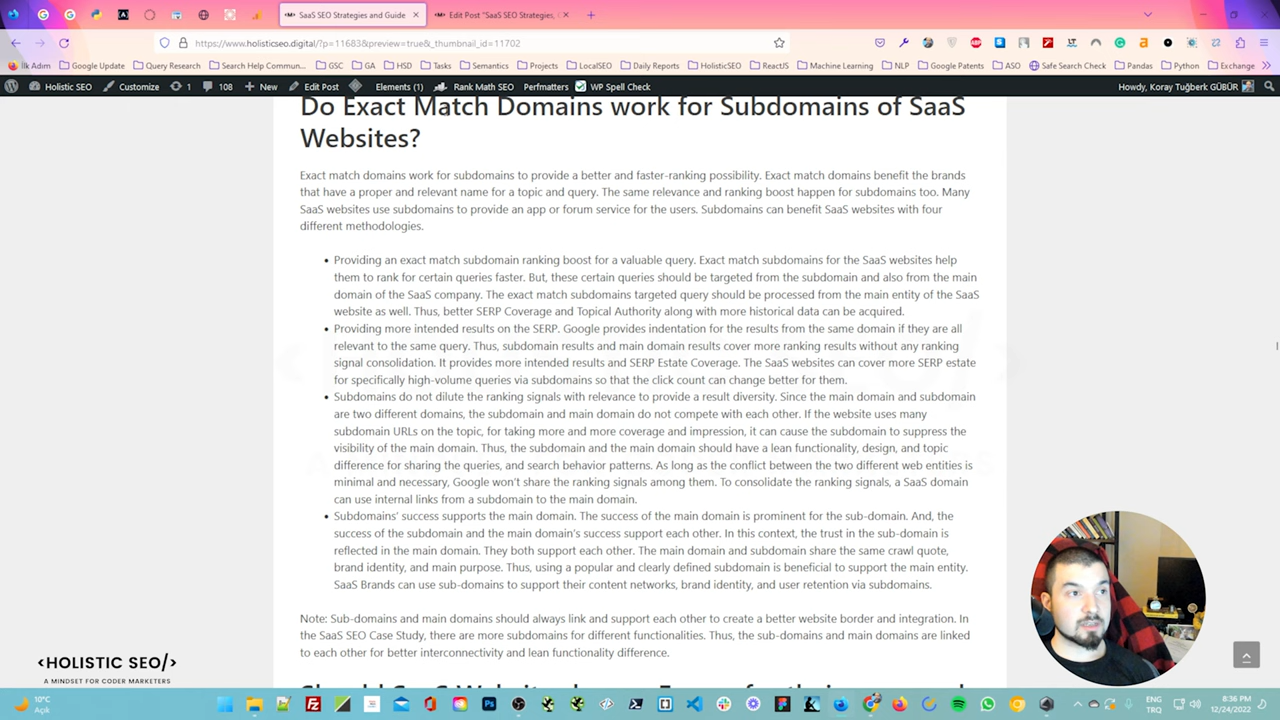 SaaS SEO Strategies and Guide
Edit Post "SaaS SEO Strategies,
https://www.holisticseo.digital/?p=11683&preview=true&_thumbnail_id=11702
İlk Adım
Google Update
Query Research
Search Help Commun...
GSC
GA
HSD
Tasks
Semantics
Projects
LocalSEO
Daily Reports
HolisticSEO
ReactJS
Machine Learning
NLP
Google Patents
ASO
Safe Search Check
Pandas
Python
Exchange
Holistic SEO
Customize
1
108
New
Edit Post
Elements (1)
Rank Math SEO
Perfmatters
WP Spell Check
Howdy, Koray Tuğberk GÜBÜR
Do Exact Match Domains work for Subdomains of SaaS
Websites?
Exact match domains work for subdomains to provide a better and faster-ranking possibility. Exact match domains benefit the brands
that have a proper and relevant name for a topic and query. The same relevance and ranking boost happen for subdomains too. Many
SaaS websites use subdomains to provide an app or forum service for the users. Subdomains can benefit SaaS websites with four
different methodologies.
• Providing an exact match subdomain ranking boost for a valuable query. Exact match subdomains for the SaaS websites help
them to rank for certain queries faster. But, these certain queries should be targeted from the subdomain and also from the main
domain of the SaaS company. The exact match subdomains targeted query should be processed from the main entity of the SaaS
website as well. Thus, better SERP Coverage and Topical Authority along with more historical data can be acquired.
• Providing more intended results on the SERP. Google provides indentation for the results from the same domain if they are all
relevant to the same query. Thus, subdomain results and main domain results cover more ranking results without any ranking
signal consolidation. It provides more intended results and SERP Estate Coverage. The SaaS websites can cover more SERP estate
for specifically high-volume queries via subdomains so that the click count can change better for them.
• Subdomains do not dilute the ranking signals with relevance to provide a result diversity. Since the main domain and subdomain
are two different domains, the subdomain and main domain do not compete with each other. If the website uses many
subdomain URLs on the topic, for taking more and more coverage and impression, it can cause the subdomain to suppress the
visibility of the main domain. Thus, the subdomain and the main domain should have a lean functionality, design, and topic
difference for sharing the queries, and search behavior patterns. As long as the conflict between the two different web entities is
minimal and necessary, Google won't share the ranking signals among them. To consolidate the ranking signals, a SaaS domain
can use internal links from a subdomain to the main domain.
• Subdomains' success supports the main domain. The success of the main domain is prominent for the sub-domain. And, the
success of the subdomain and the main domain's success support each other. In this context, the trust in the sub-domain is
reflected in the main domain. They both support each other. The main domain and subdomain share the same crawl quote,
brand identity, and main purpose. Thus, using a popular and clearly defined subdomain is beneficial to support the main entity.
SaaS Brands can use sub-domains to support their content networks, brand identity, and user retention via subdomains.
Note: Sub-domains and main domains should always link and support each other to create a better website border and integration. In
the SaaS SEO Case Study, there are more subdomains for different functionalities. Thus, the sub-domains and main domains are linked
to each other for better interconnectivity and lean functionality difference.
<HOLISTIC SEO/>
A MINDSET FOR CODER MARKETERS
10°C
Açık
ENG
TRQ
8:36 PM
12/24/2022